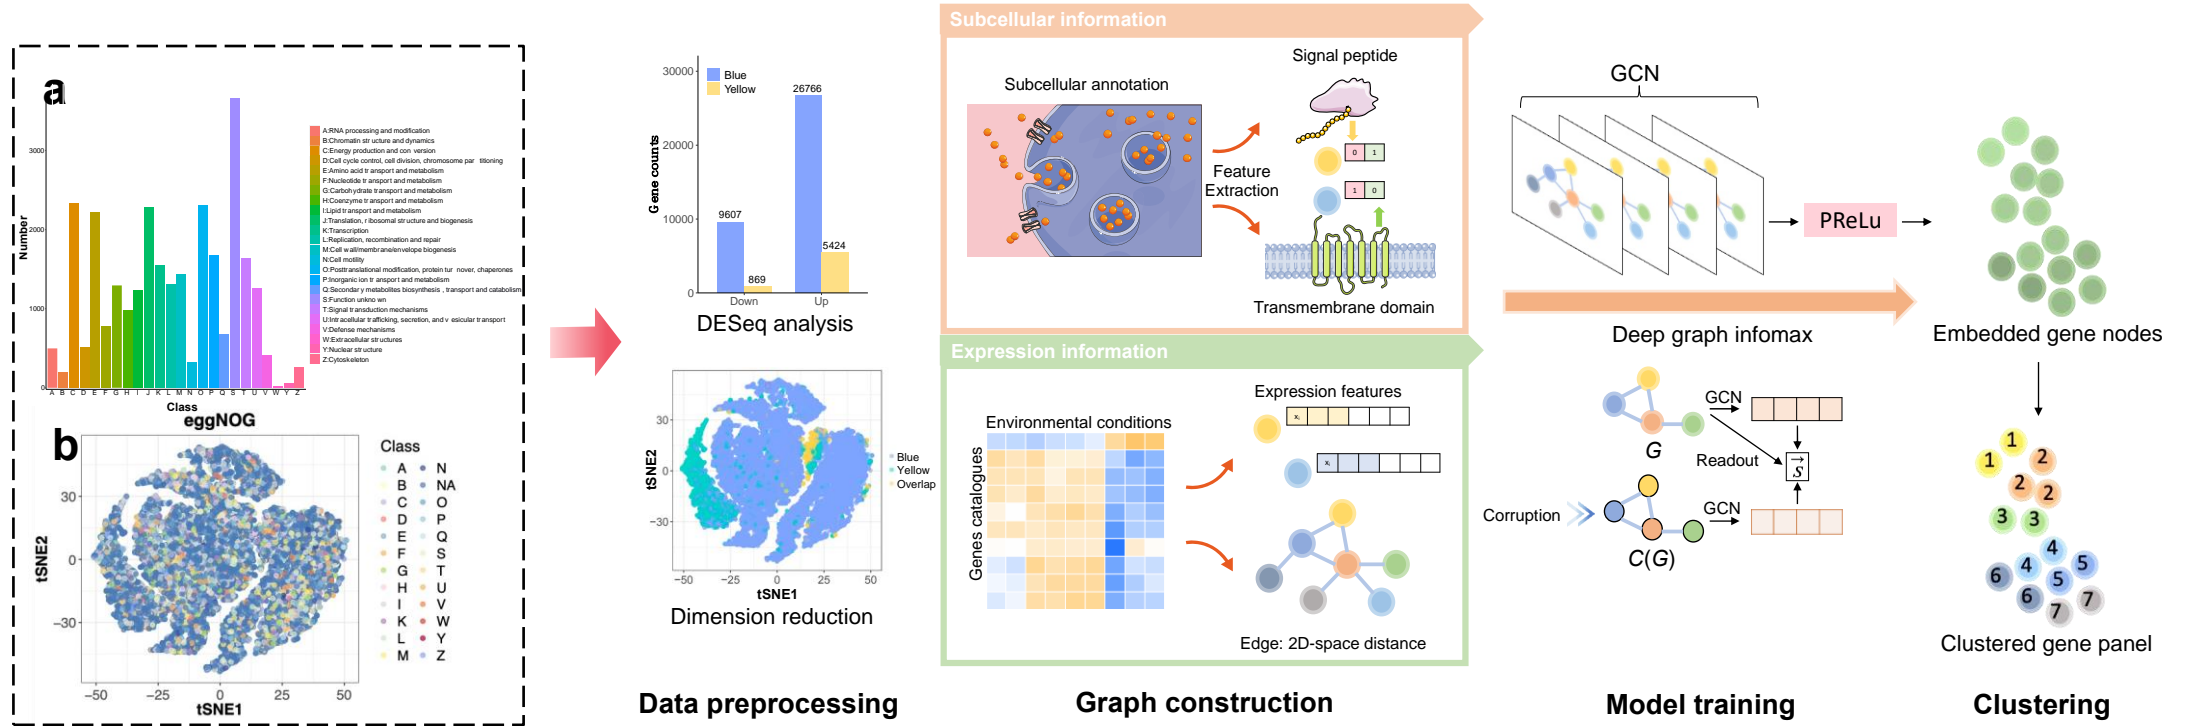 a
Number
3000
2000
1000
0
A B C D E F G H I J K L M N O P Q S T U V W Y Z
Class
eggNOG
A:RNA processing and modification
B:Chromatin structure and dynamics
C:Energy production and conversion
D:Cell cycle control, cell division, chromosome partitioning
E:Amino acid transport and metabolism
F:Nucleotide transport and metabolism
G:Carbohydrate transport and metabolism
H:Coenzyme transport and metabolism
I:Lipid transport and metabolism
J:Translation, ribosomal structure and biogenesis
K:Transcription
L:Replication, recombination and repair
M:Cell wall/membrane/envelope biogenesis
N:Cell motility
O:Posttranslational modification, protein turnover, chaperones
P:Inorganic ion transport and metabolism
Q:Secondary metabolites biosynthesis, transport and catabolism
S:Function unknown
T:Signal transduction mechanisms
U:Intracellular trafficking, secretion, and vesicular transport
V:Defense mechanisms
W:Extracellular structures
Y:Nuclear structure
Z:Cytoskeleton
b
tSNE2
30
0
−30
−50 −25 0 25 50
tSNE1
Class
A N
B NA
C O
D P
E Q
F S
G T
H U
I V
K W
L Y
M Z
Gene counts
30000
20000
10000
0
Blue
Yellow
9607
869
26766
5424
Down Up
DESeq analysis
tSNE2
30
0
−30
−50 −25 0 25 50
tSNE1
Blue
Yellow
Overlap
Dimension reduction
Data preprocessing
Subcellular information
Subcellular annotation
Feature
Extraction
Signal peptide
0 1
1 0
Transmembrane domain
Expression information
Environmental conditions
Genes catalogues
Expression features
xᵢ
xᵢ
Edge: 2D-space distance
Graph construction
GCN
PReLu
Deep graph infomax
G
GCN
Readout
S
Corruption
C(G)
GCN
Model training
Embedded gene nodes
1
1 2
2 2
3 3
4
4 5
6 5
6 7
7
Clustered gene panel
Clustering